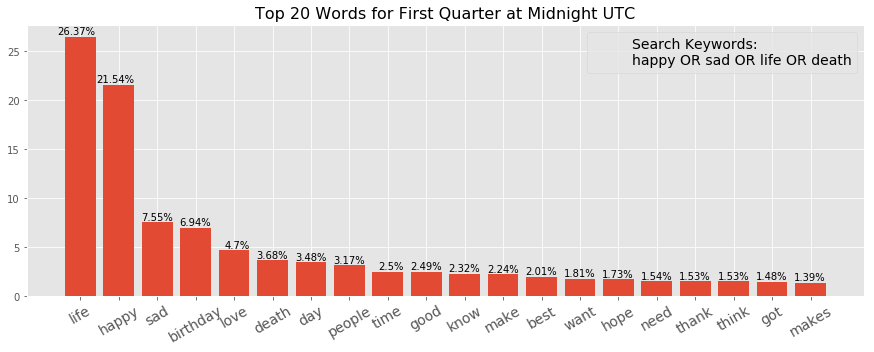 Top 20 Words for First Quarter at Midnight UTC
Search Keywords:
happy OR sad OR life OR death
25
20
15
10
5
0
26.37%
21.54%
7.55%
6.94%
4.7%
3.68%
3.48%
3.17%
2.5%
2.49%
2.32%
2.24%
2.01%
1.81%
1.73%
1.54%
1.53%
1.53%
1.48%
1.39%
life
happy
sad
birthday
love
death
day
people
time
good
know
make
best
want
hope
need
thank
think
got
makes